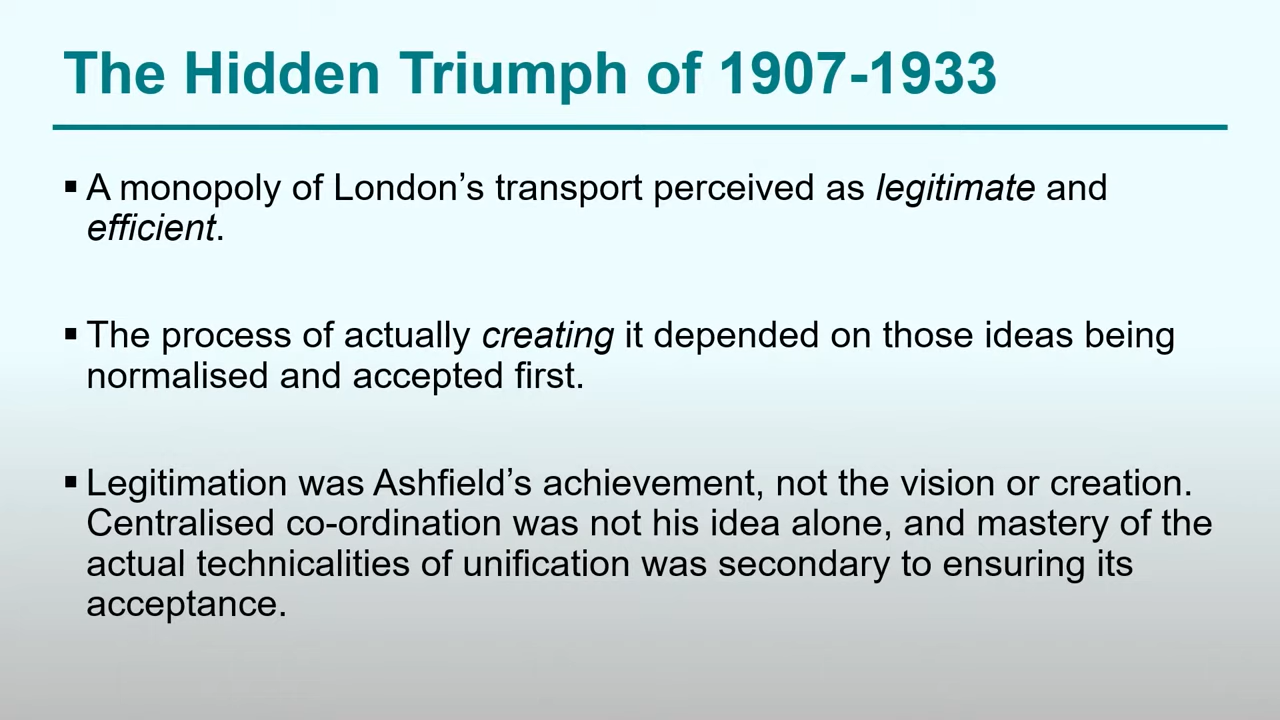 The Hidden Triumph of 1907-1933
▪ A monopoly of London’s transport perceived as legitimate and
efficient.
▪ The process of actually creating it depended on those ideas being
normalised and accepted first.
▪ Legitimation was Ashfield’s achievement, not the vision or creation.
Centralised co-ordination was not his idea alone, and mastery of the
actual technicalities of unification was secondary to ensuring its
acceptance.